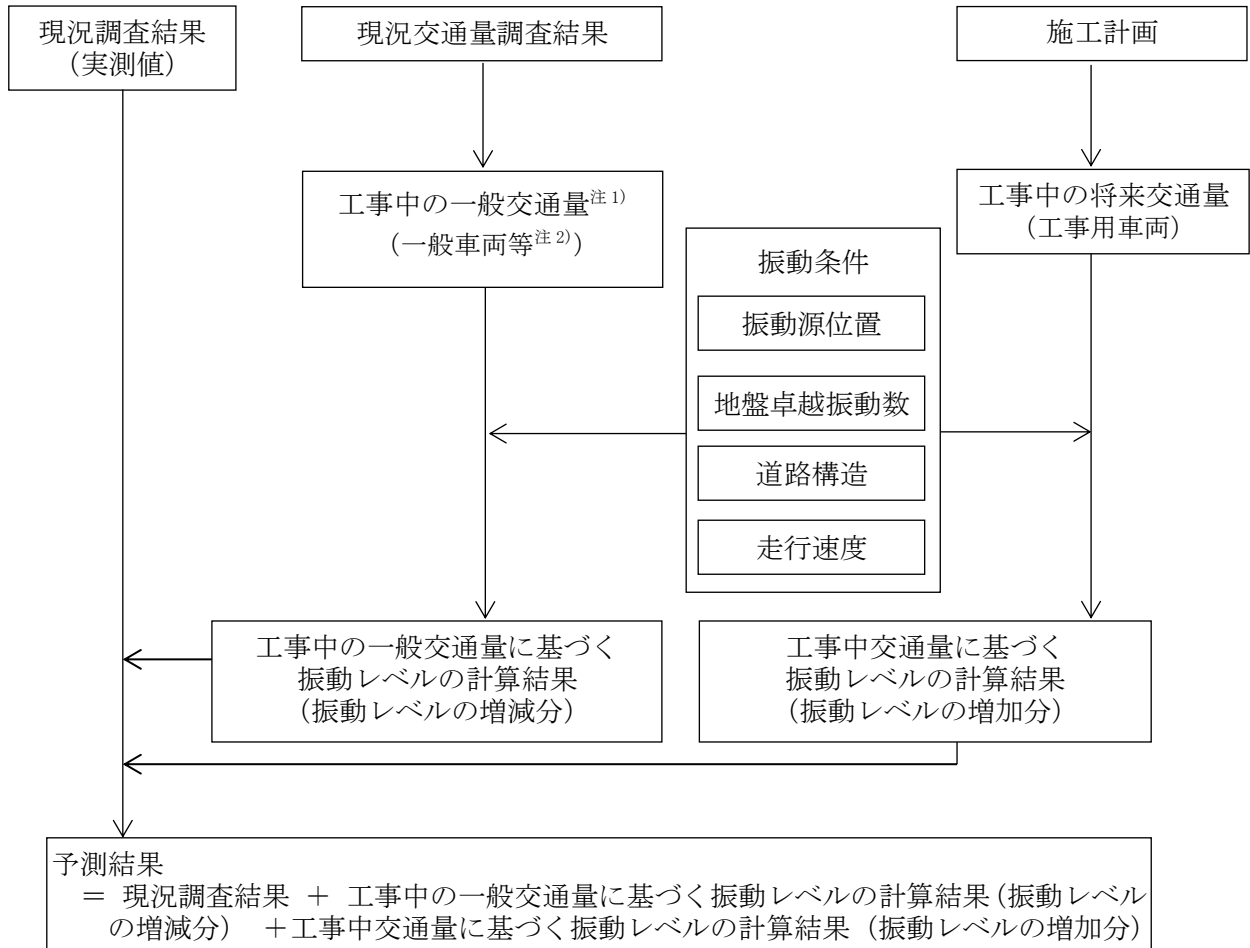 現況調査結果
（実測値）
現況交通量調査結果
施工計画
工事中の一般交通量注1)
（一般車両等注2)）
工事中の将来交通量
（工事用車両）
振動条件
振動源位置
地盤卓越振動数
道路構造
走行速度
工事中の一般交通量に基づく
振動レベルの計算結果
（振動レベルの増減分）
工事中交通量に基づく
振動レベルの計算結果
（振動レベルの増加分）
予測結果
＝ 現況調査結果 ＋ 工事中の一般交通量に基づく振動レベルの計算結果（振動レベル
の増減分） ＋工事中交通量に基づく振動レベルの計算結果（振動レベルの増加分）